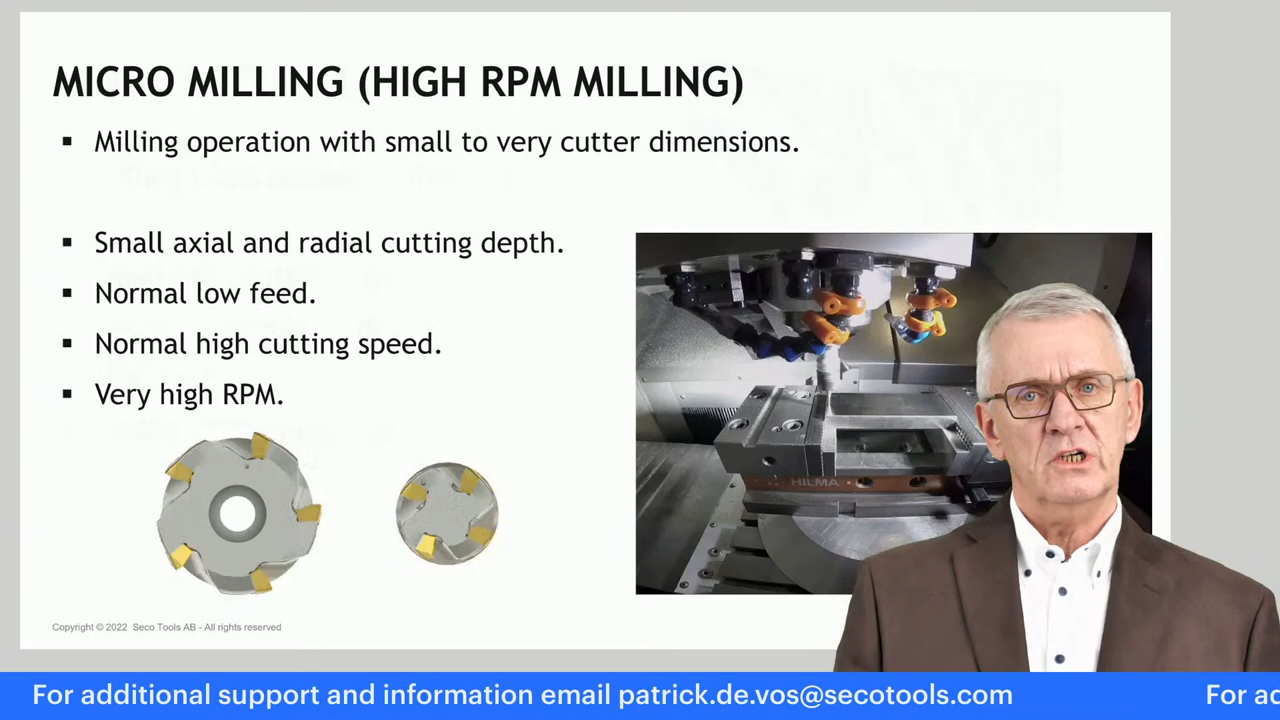 MICRO MILLING (HIGH RPM MILLING)
▪ Milling operation with small to very cutter dimensions.
▪ Small axial and radial cutting depth.
▪ Normal low feed.
▪ Normal high cutting speed.
▪ Very high RPM.
HILMA
Copyright © 2022 Seco Tools AB - All rights reserved
For additional support and information email patrick.de.vos@secotools.com
For ad